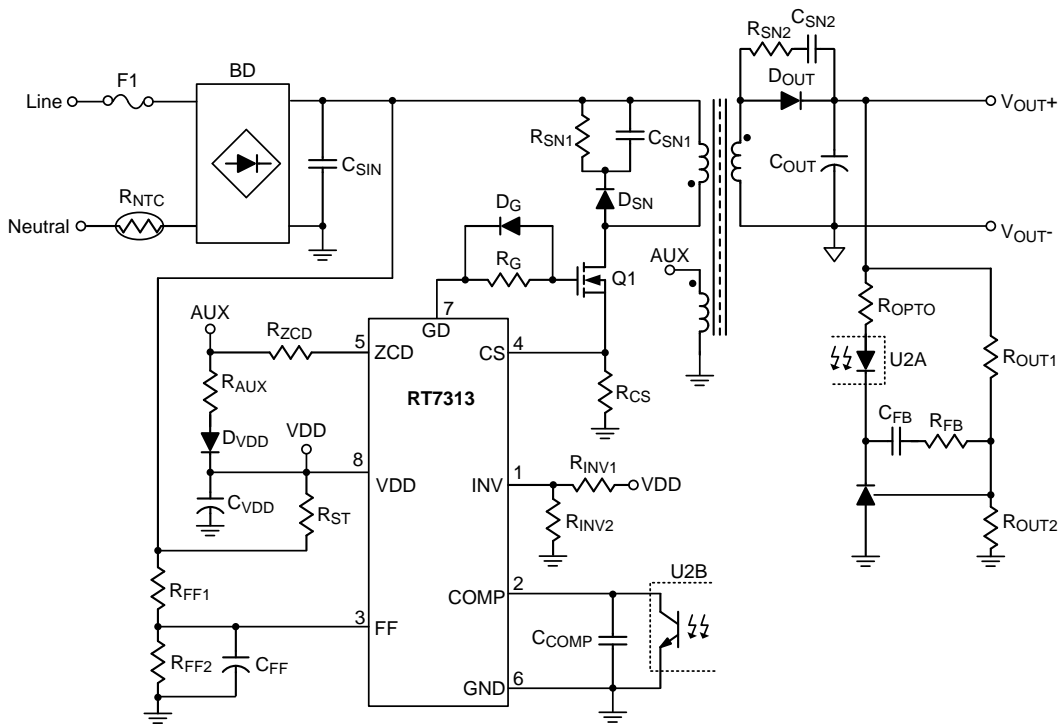 F1
BD
Line
RNTC
Neutral
CSIN
RSN1
CSN1
DSN
DG
RG
Q1
AUX
RSN2
CSN2
DOUT
COUT
VOUT+
VOUT-
AUX
RZCD
RAUX
DVDD
VDD
CVDD
RST
RFF1
RFF2
CFF
7
GD
5
ZCD
CS
4
RT7313
RCS
8
VDD
INV
1
RINV1
VDD
RINV2
COMP
2
CCOMP
U2B
3
FF
GND
6
ROPTO
U2A
ROUT1
CFB
RFB
ROUT2